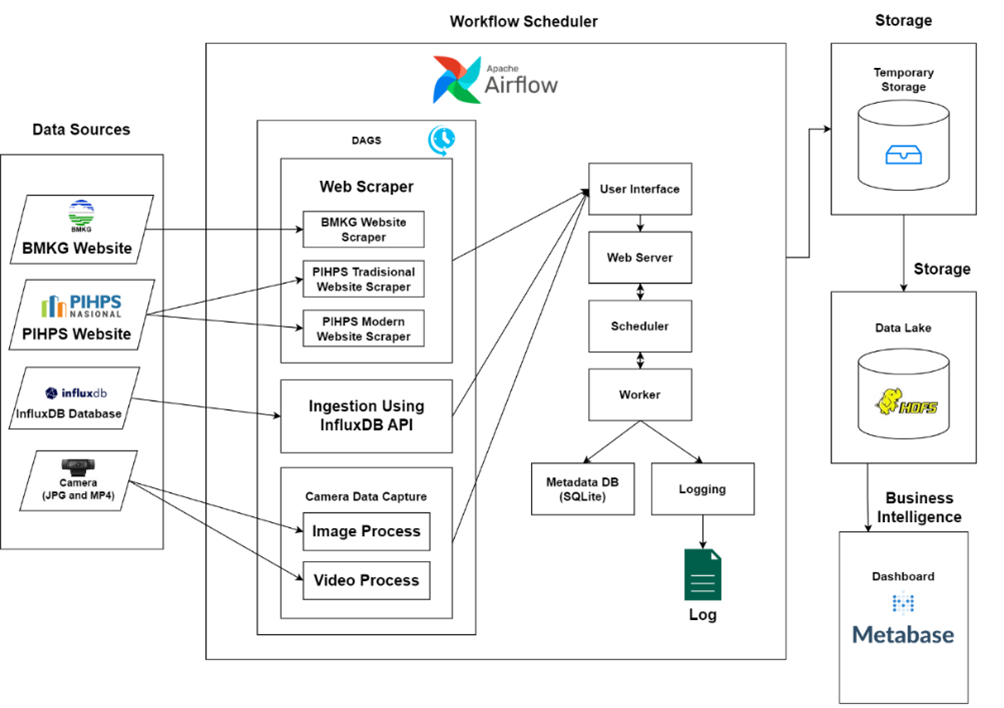 Workflow Scheduler
Storage
Apache
Airflow
Temporary
Storage
Data Sources
DAGS
Web Scraper
User Interface
BMKG
BMKG Website
BMKG Website
Scraper
Web Server
PIHPS
NASIONAL
PIHPS Website
PIHPS Tradisional
Website Scraper
Storage
PIHPS Modern
Website Scraper
Scheduler
Data Lake
influxdb
InfluxDB Database
Ingestion Using
InfluxDB API
Worker
HDFS
Camera
(JPG and MP4)
Camera Data Capture
Image Process
Video Process
Metadata DB
(SQLite)
Logging
Log
Business
Intelligence
Dashboard
Metabase